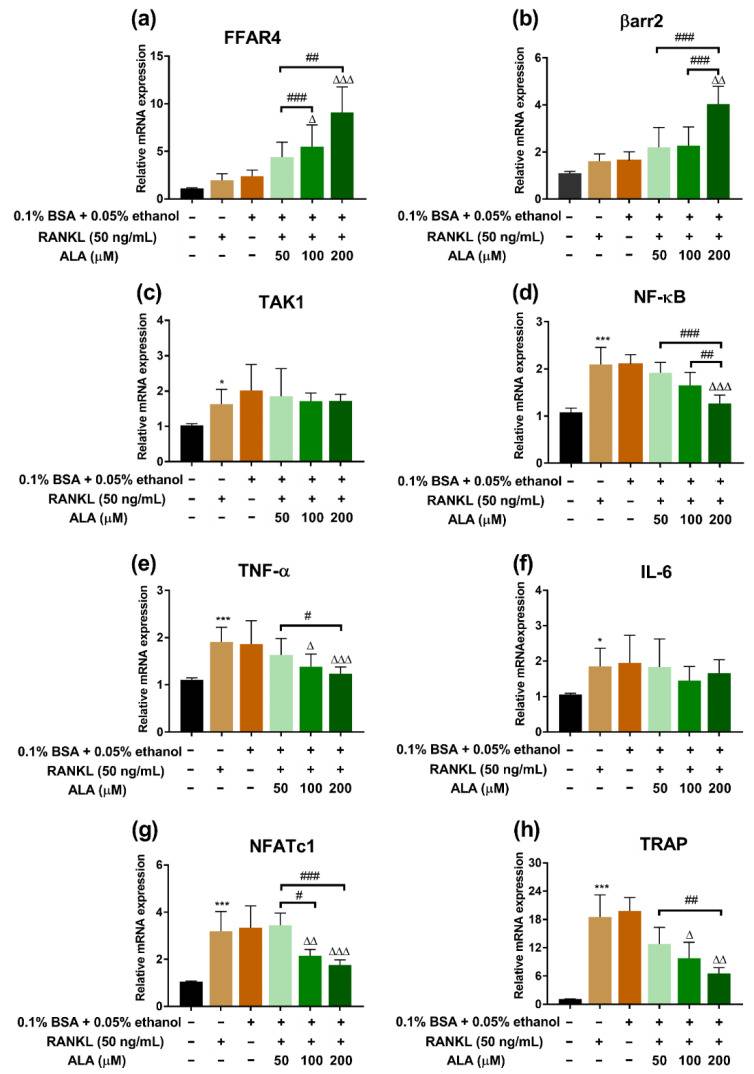 (a)
FFAR4
Relative mRNA expression
15
10
5
0
##
###
Δ
ΔΔΔ
0.1% BSA + 0.05% ethanol – – + + + +
RANKL (50 ng/mL) – + – + + +
ALA (μM) – – – 50 100 200
(b)
βarr2
Relative mRNA expression
6
4
2
0
###
###
ΔΔ
0.1% BSA + 0.05% ethanol – – + + + +
RANKL (50 ng/mL) – + – + + +
ALA (μM) – – – 50 100 200
(c)
TAK1
Relative mRNA expression
4
3
2
1
0
*
0.1% BSA + 0.05% ethanol – – + + + +
RANKL (50 ng/mL) – + – + + +
ALA (μM) – – – 50 100 200
(d)
NF-κB
Relative mRNA expression
3
2
1
0
***
###
##
ΔΔΔ
0.1% BSA + 0.05% ethanol – – + + + +
RANKL (50 ng/mL) – + – + + +
ALA (μM) – – – 50 100 200
(e)
TNF-α
Relative mRNA expression
3
2
1
0
***
#
Δ
ΔΔΔ
0.1% BSA + 0.05% ethanol – – + + + +
RANKL (50 ng/mL) – + – + + +
ALA (μM) – – – 50 100 200
(f)
IL-6
Relative mRNAexpression
4
3
2
1
0
*
0.1% BSA + 0.05% ethanol – – + + + +
RANKL (50 ng/mL) – + – + + +
ALA (μM) – – – 50 100 200
(g)
NFATc1
Relative mRNA expression
6
4
2
0
***
###
#
ΔΔ
ΔΔΔ
0.1% BSA + 0.05% ethanol – – + + + +
RANKL (50 ng/mL) – + – + + +
ALA (μM) – – – 50 100 200
(h)
TRAP
Relative mRNA expression
30
24
18
12
6
0
***
##
Δ
ΔΔ
0.1% BSA + 0.05% ethanol – – + + + +
RANKL (50 ng/mL) – + – + + +
ALA (μM) – – – 50 100 200